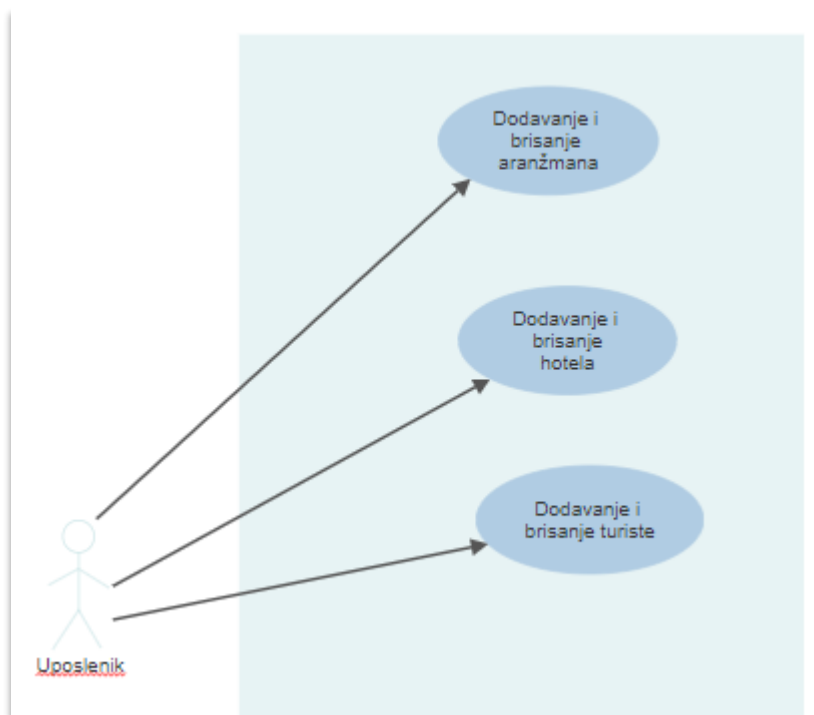 Dodavanje i
brisanje
aranžmana
Dodavanje i
brisanje
hotela
Dodavanje i
brisanje turiste
Uposlenik